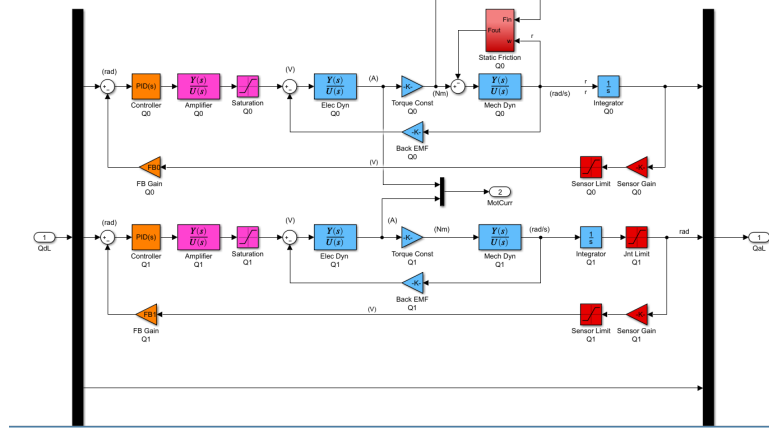 Fin
Fout
w
r
Static Friction
Q0
(rad)
PID(s)
Controller
Q0
Y(s)
U(s)
Amplifier
Q0
Saturation
Q0
(V)
Y(s)
U(s)
Elec Dyn
Q0
(A)
-K-
Torque Const
Q0
(Nm)
Y(s)
U(s)
Mech Dyn
Q0
(rad/s)
r
r
1
s
Integrator
Q0
-K-
Back EMF
Q0
FB0
FB Gain
Q0
(V)
Sensor Limit
Q0
-K-
Sensor Gain
Q0
2
MotCurr
1
QdL
(rad)
PID(s)
Controller
Q1
Y(s)
U(s)
Amplifier
Q1
Saturation
Q1
(V)
Y(s)
U(s)
Elec Dyn
Q1
(A)
-K-
Torque Const
Q1
(Nm)
Y(s)
U(s)
Mech Dyn
Q1
(rad/s)
1
s
Integrator
Q1
Jnt Limit
Q1
rad
1
QaL
-K-
Back EMF
Q1
FB1
FB Gain
Q1
(V)
Sensor Limit
Q1
-K-
Sensor Gain
Q1